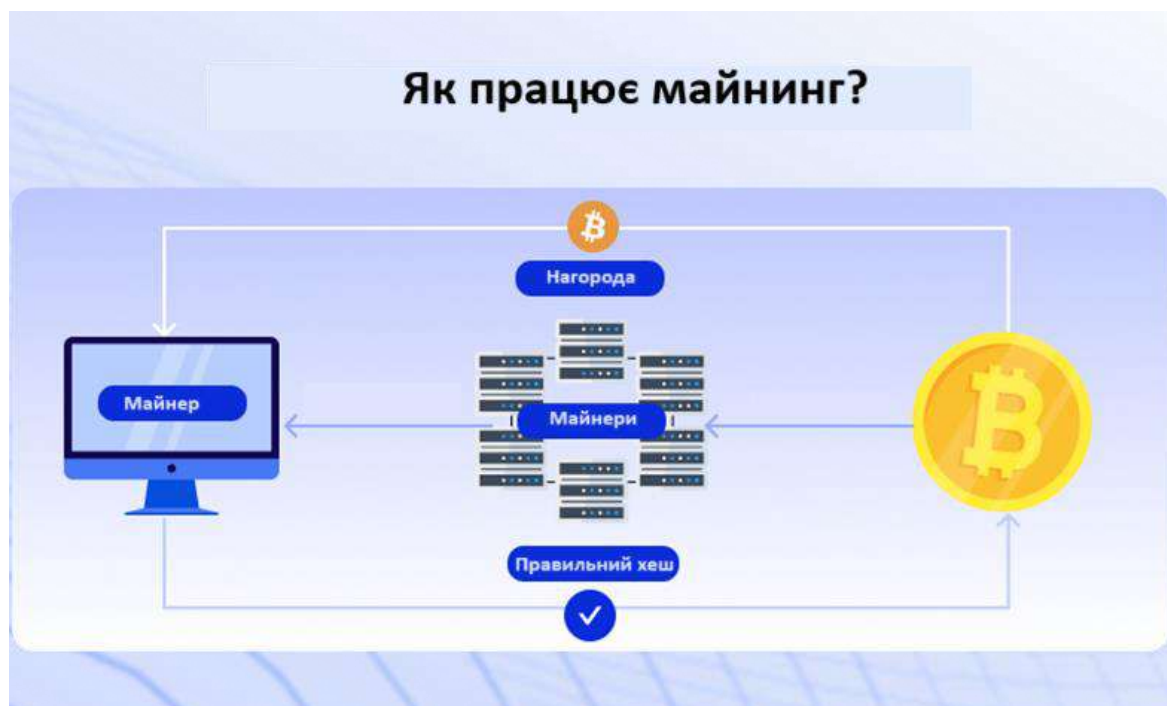 Як працює майнинг?
Нагорода
Майнер
Майнери
Правильний хеш